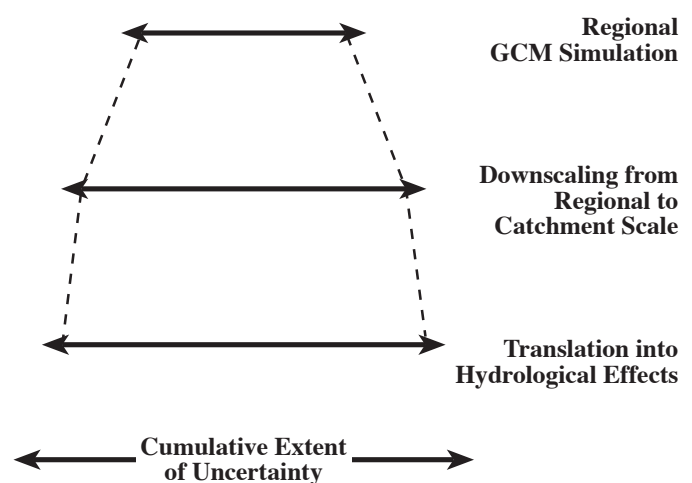 Regional
GCM Simulation
Downscaling from
Regional to
Catchment Scale
Translation into
Hydrological Effects
Cumulative Extent
of Uncertainty